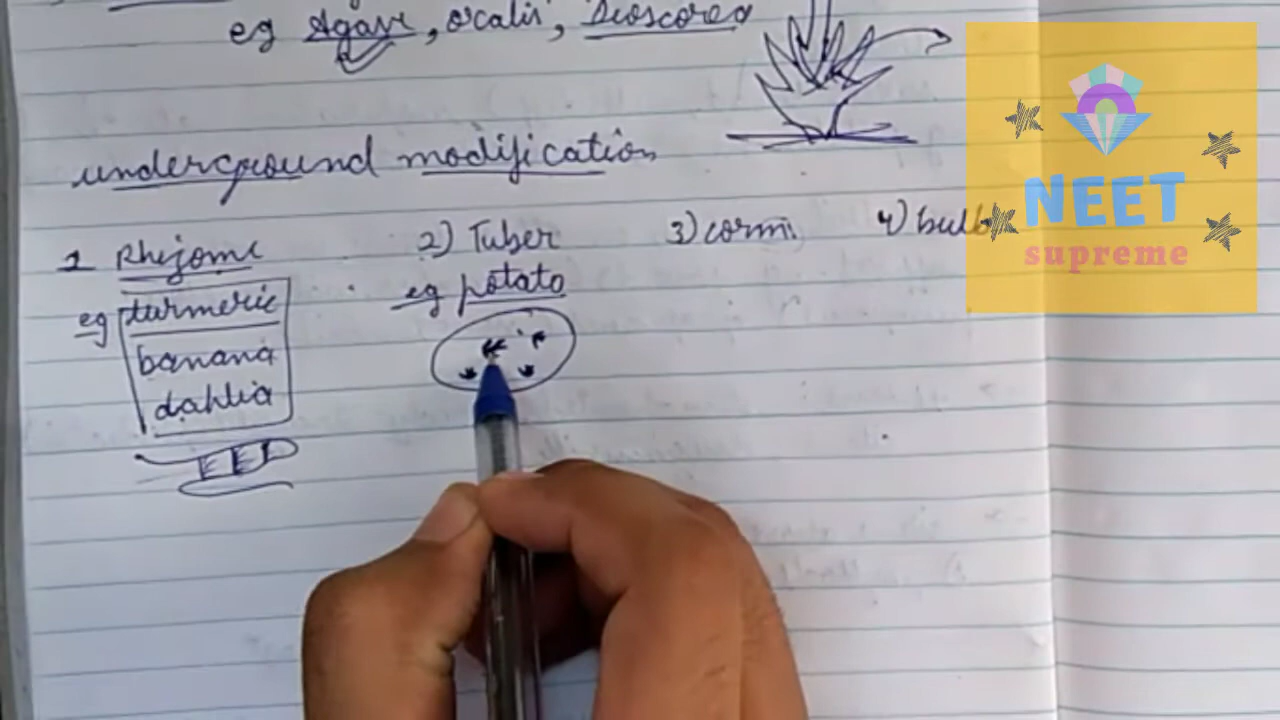 eg Agave, ocalis, Dioscorea
underground modification
1 Rhizome
2) Tuber
3) corm
4) bulb
eg turmeric
banana
dahlia
eg potato
NEET
supreme